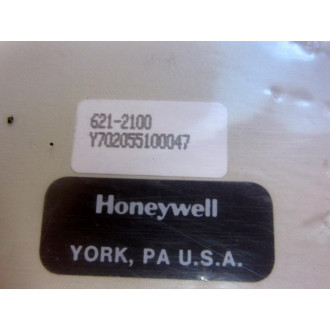 621-2100
Y702055100047
Honeywell
YORK, PA U.S.A.